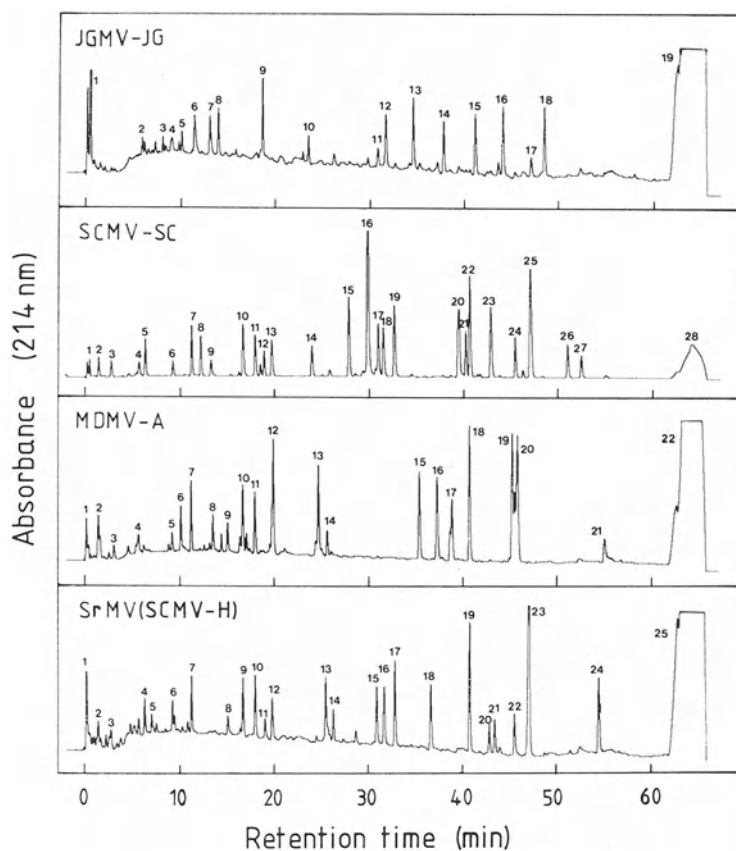 JGMV-JG
1 2 3 4 5 6 7 8 9 10 11 12 13 14 15 16 17 18 19
SCMV-SC
1 2 3 4 5 6 7 8 9 10 11 12 13 14 15 16 17 18 19 20 21 22 23 24 25 26 27 28
MDMV-A
1 2 3 4 5 6 7 8 9 10 11 12 13 14 15 16 17 18 19 20 21 22
SrMV(SCMV-H)
1 2 3 4 5 6 7 8 9 10 11 12 13 14 15 16 17 18 19 20 21 22 23 24 25
Absorbance (214 nm)
0 10 20 30 40 50 60
Retention time (min)